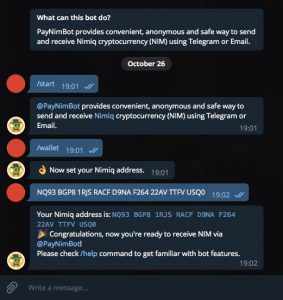 What can this bot do?
PayNimBot provides convenient, anonymous and safe way to
send and receive Nimiq cryptocurrency (NIM) using Telegram or
Email.
October 26
/start 19:01
@PayNimBot provides convenient, anonymous and safe way to
send and receive Nimiq cryptocurrency (NIM) using Telegram or
Email. 19:01
/wallet 19:01
👌 Now set your Nimiq address. 19:01
NQ93 BGP8 1RJS RACF D9NA F264 22AV TTFV USQ0 19:02
Your Nimiq address is: NQ93 BGP8 1RJS RACF D9NA F264
22AV TTFV USQ0
🎉 Congratulations, now you're ready to receive NIM via
@PayNimBot!
Please check /help command to get familiar with bot features.
19:02
Write a message...